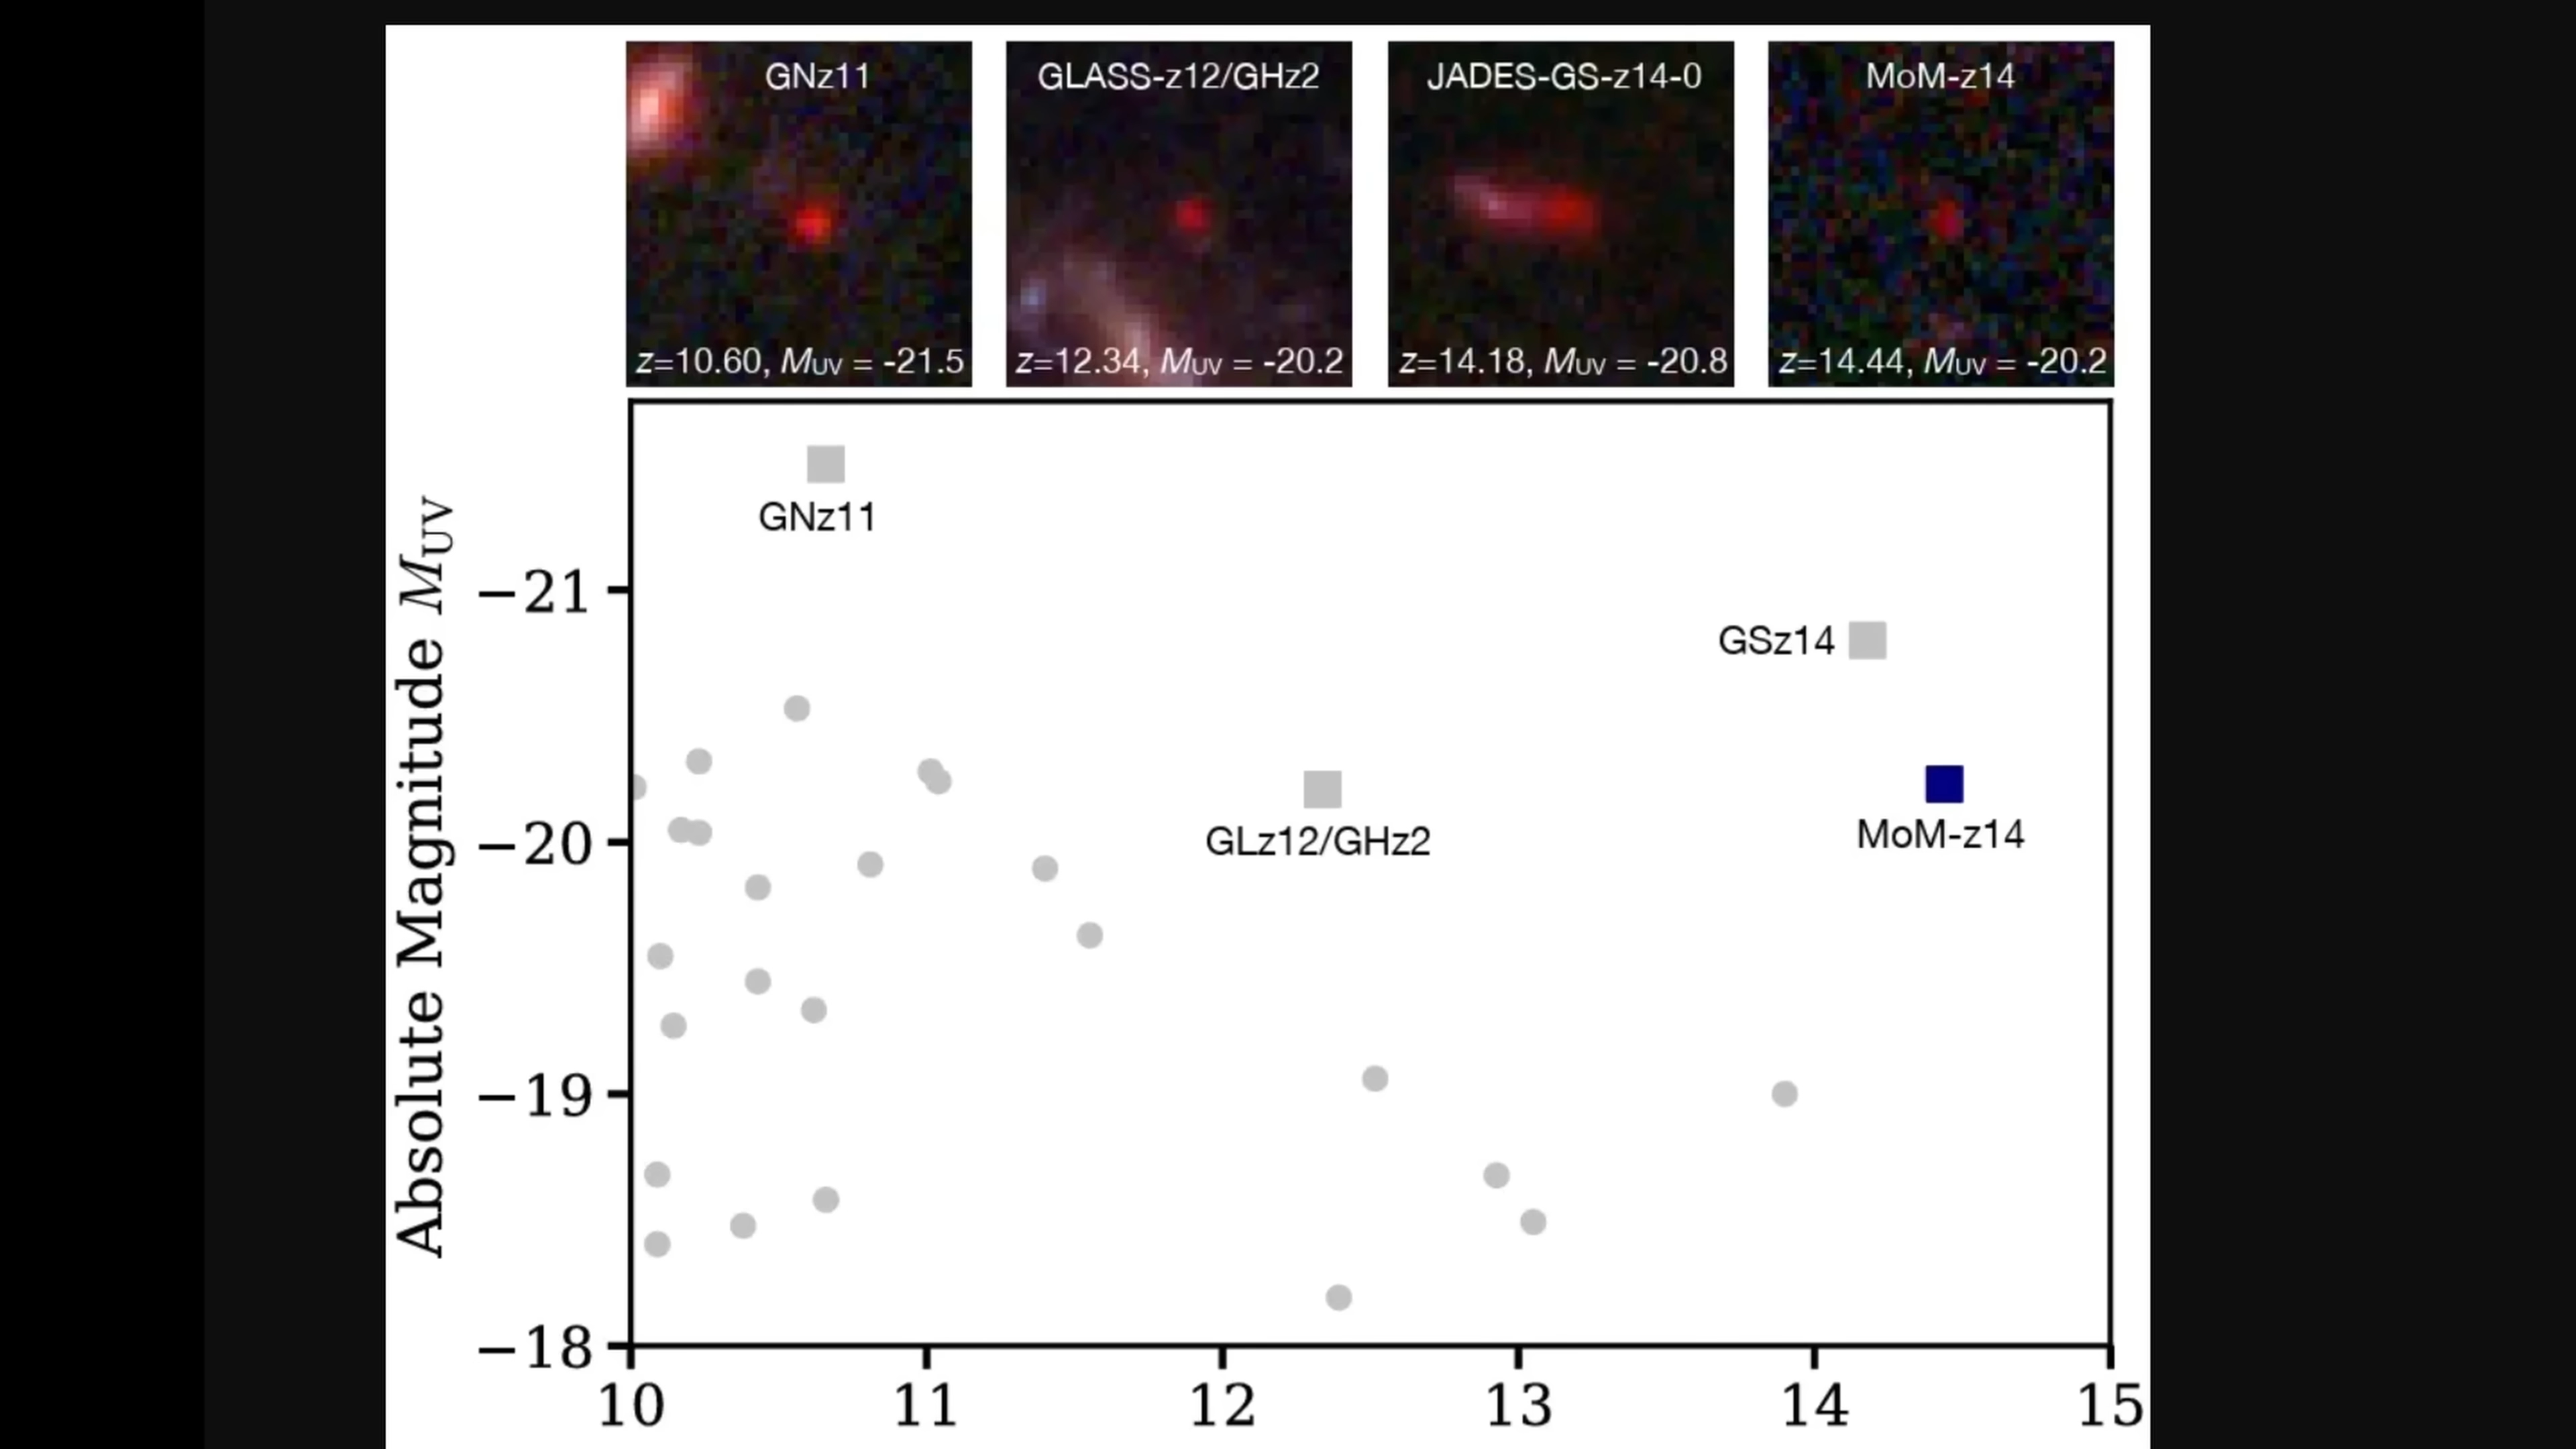 GNz11
z=10.60, MUV = -21.5
GLASS-z12/GHz2
z=12.34, MUV = -20.2
JADES-GS-z14-0
z=14.18, MUV = -20.8
MoM-z14
z=14.44, MUV = -20.2
Absolute Magnitude MUV
−21
−20
−19
−18
GNz11
GSz14
GLz12/GHz2
MoM-z14
10 11 12 13 14 15